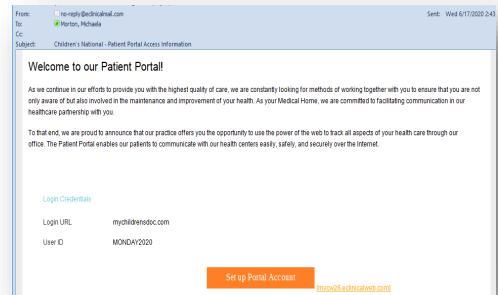 From: no-reply@eclinicalmail.com Sent: Wed 6/17/2020 2:43
To: Morton, Michaela
Cc:
Subject: Children's National - Patient Portal Access Information
Welcome to our Patient Portal!
As we continue in our efforts to provide you with the highest quality of care, we are constantly looking for methods of working together with you to ensure that you are not
only aware of but also involved in the maintenance and improvement of your health. As your Medical Home, we are committed to facilitating communication in our
healthcare partnership with you.
To that end, we are proud to announce that our practice offers you the opportunity to use the power of the web to track all aspects of your health care through our
office. The Patient Portal enables our patients to communicate with our health centers easily, safely, and securely over the Internet.
Login Credentials
Login URL mychildrensdoc.com
User ID MONDAY2020
Set up Portal Account